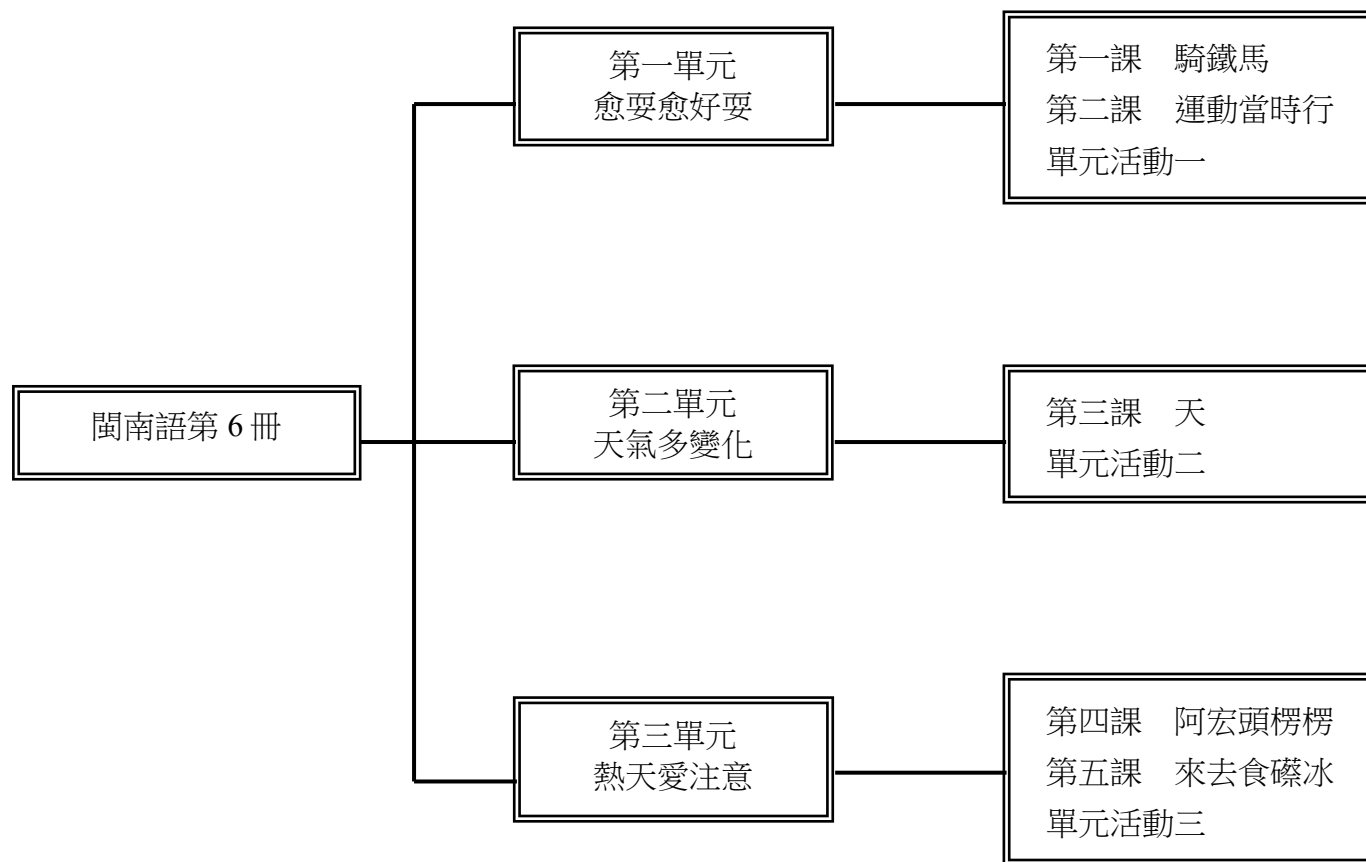 閩南語第 6 冊
第一單元
愈耍愈好耍
第一課　騎鐵馬
第二課　運動當時行
單元活動一
第二單元
天氣多變化
第三課　天
單元活動二
第三單元
熱天愛注意
第四課　阿宏頭楞楞
第五課　來去食礤冰
單元活動三